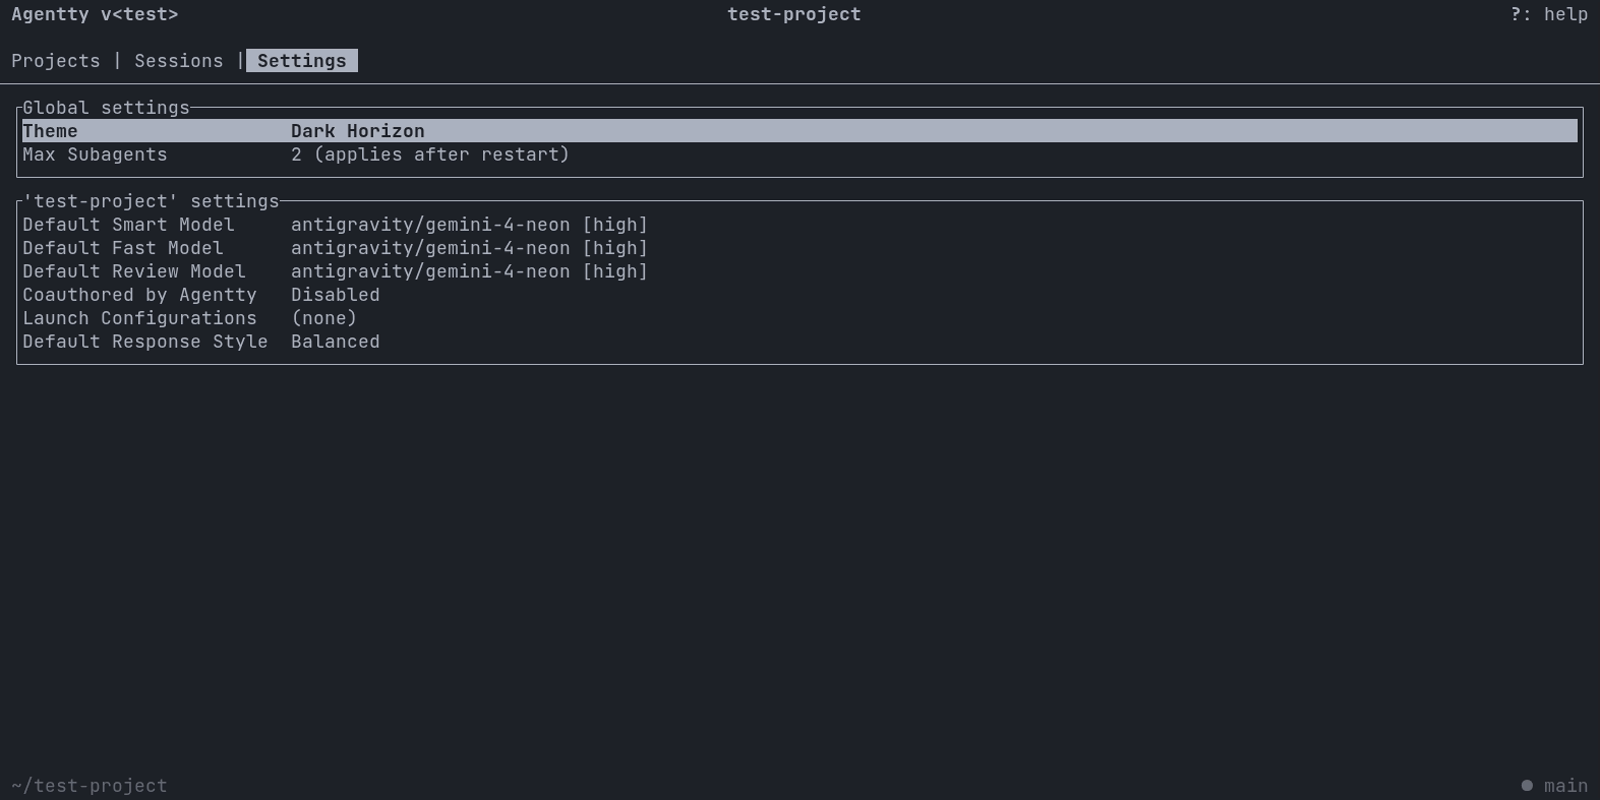 Agentty v<test> test-project ?: help
Projects | Sessions | Settings
Global settings
Theme Dark Horizon
Max Subagents 2 (applies after restart)
'test-project' settings
Default Smart Model antigravity/gemini-4-neon [high]
Default Fast Model antigravity/gemini-4-neon [high]
Default Review Model antigravity/gemini-4-neon [high]
Coauthored by Agentty Disabled
Launch Configurations (none)
Default Response Style Balanced
~/test-project ● main